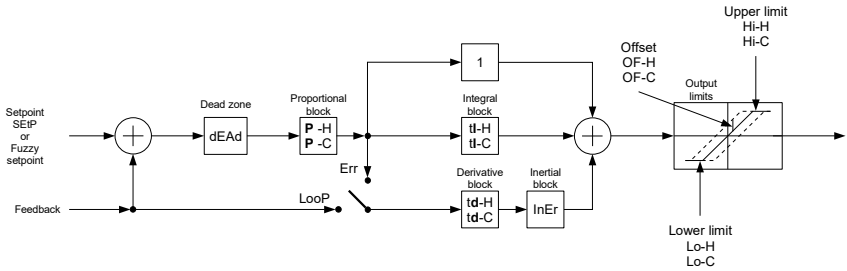 Upper limit
Hi-H
Hi-C
Offset
OF-H
OF-C
Output
limits
1
Setpoint
SEtP
or
Fuzzy
setpoint
Dead zone
dEAd
Proportional
block
P -H
P -C
Integral
block
tI-H
tI-C
Err
LooP
Feedback
Derivative
block
td-H
td-C
Inertial
block
InEr
Lower limit
Lo-H
Lo-C